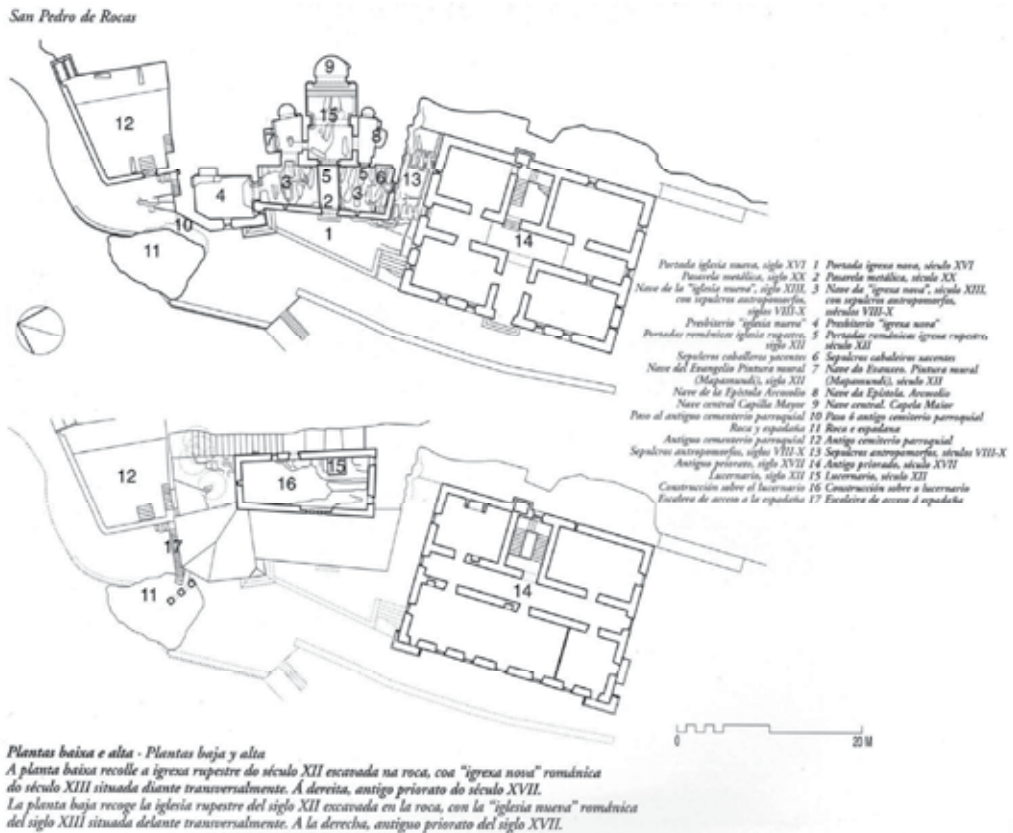 San Pedro de Rocas
9
12
15
7
8
5
5
6
13
3
3
4
2
10
1
14
11
Portada iglesia nueva, siglo XVI 1 Portada igrexa nova, século XVI
Pasarela metálica, siglo XX 2 Pasarela metálica, século XX
Nave de la "iglesia nueva", siglo XIII, 3 Nave da "igrexa nova", século XIII,
con sepulcros antropomorfos, con sepulcros antropomorfos,
siglos VIII-X séculos VIII-X
Presbiterio "iglesia nueva" 4 Presbiterio "igrexa nova"
Portadas románicas iglesia rupestre, 5 Portadas románicas igrexa rupestre,
siglo XII século XII
Sepulcros caballeros yacentes 6 Sepulcros cabaleiros xacentes
Nave del Evangelio Pintura mural 7 Nave do Evanxeo. Pintura mural
(Mapamundi), siglo XII (Mapamundi), século XII
Nave de la Epístola Arcosolio 8 Nave da Epístola. Arcosolio
Nave central Capilla Mayor 9 Nave central. Capela Maior
Paso al antiguo cementerio parroquial 10 Paso ó antigo cemiterio parroquial
Roca y espadaña 11 Roca e espadana
Antiguo cementerio parroquial 12 Antigo cemiterio parroquial
Sepulcros antropomorfos, siglos VIII-X 13 Sepulcros antropomorfos, séculos VIII-X
Antiguo priorato, siglo XVII 14 Antigo priorado, século XVII
Lucernario, siglo XII 15 Lucernario, século XII
Construcción sobre el lucernario 16 Construcción sobre o lucernario
Escalera de acceso a la espadaña 17 Escaleira de acceso á espadaña
12
15
16
17
11
14
0 20 M
Plantas baixa e alta - Plantas baja y alta
A planta baixa recolle a igrexa rupestre do século XII escavada na roca, coa "igrexa nova" románica
do século XIII situada diante transversalmente. Á dereita, antigo priorato do século XVII.
La planta baja recoge la iglesia rupestre del siglo XII excavada en la roca, con la "iglesia nueva" románica
del siglo XIII situada delante transversalmente. A la derecha, antiguo priorato del siglo XVII.